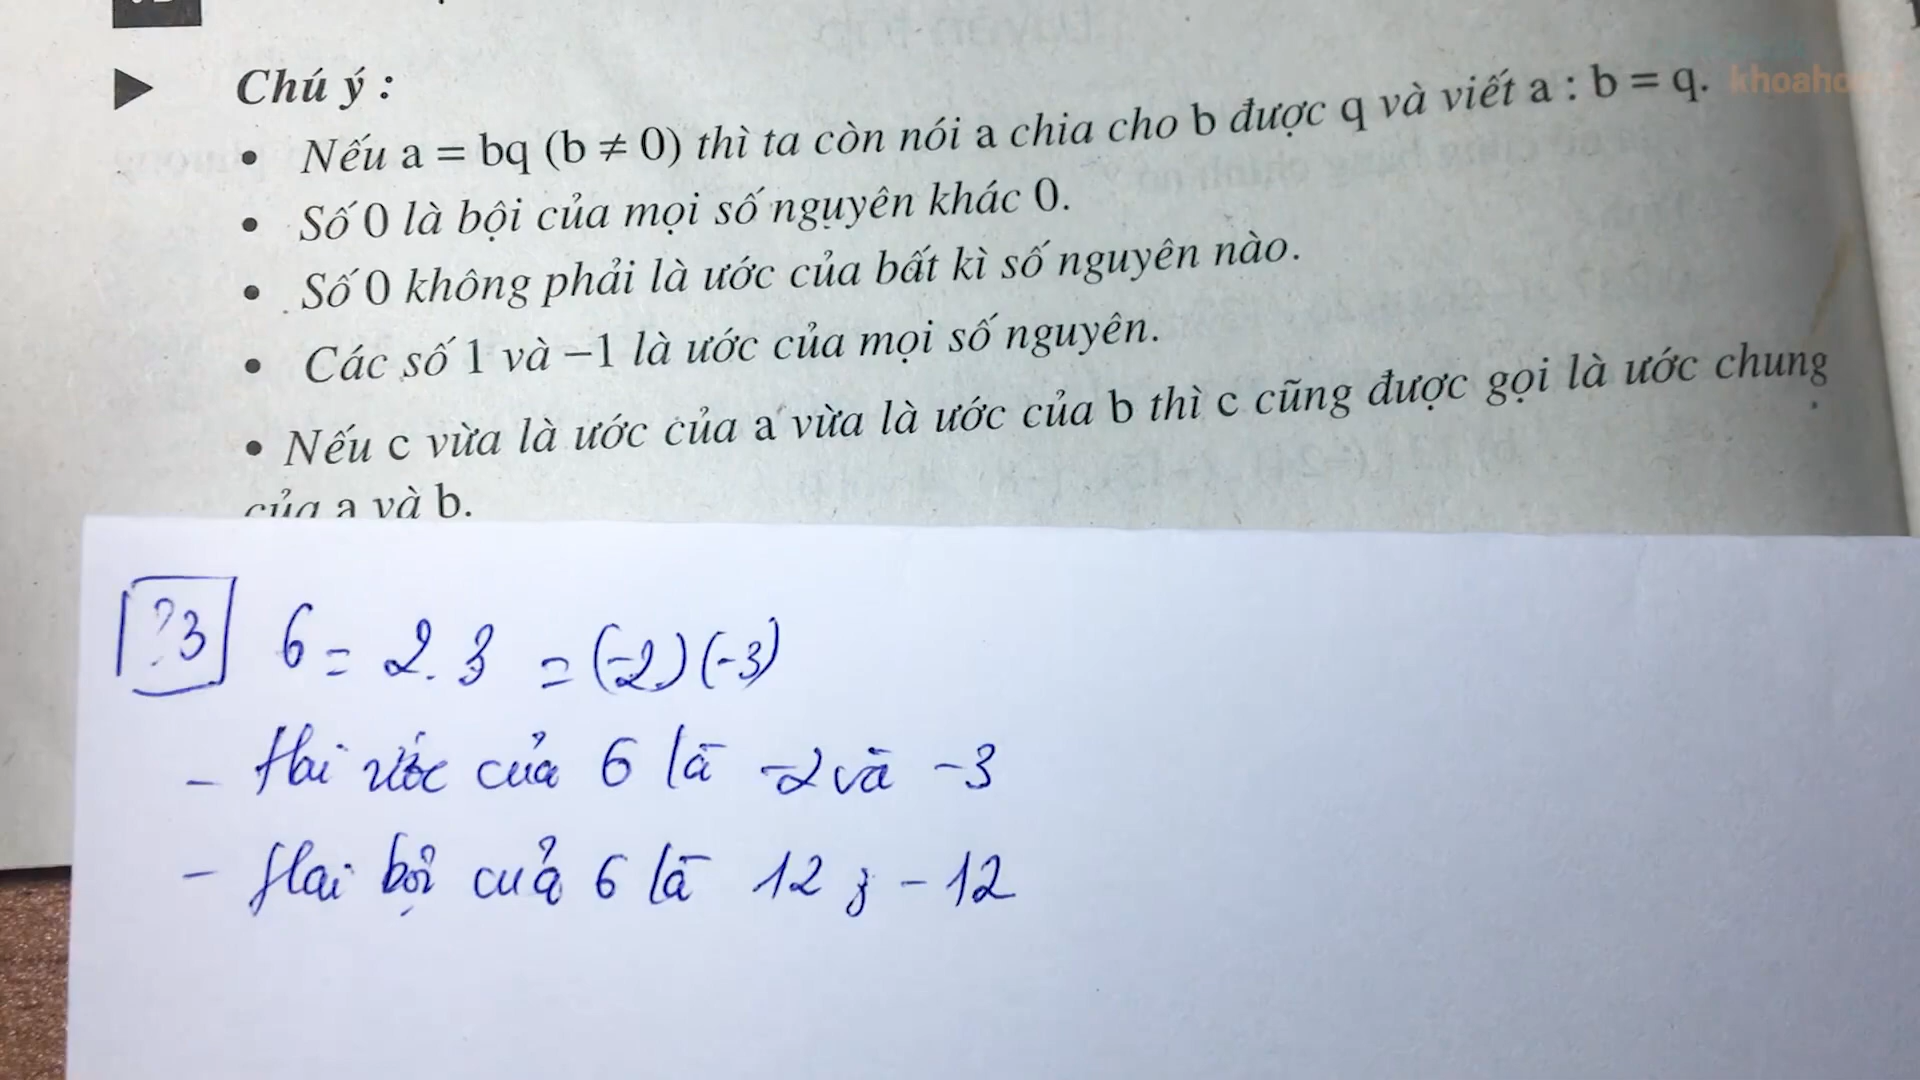 Chú ý :
khoahoc
• Nếu a = bq (b ≠ 0) thì ta còn nói a chia cho b được q và viết a : b = q.
• Số 0 là bội của mọi số nguyên khác 0.
• Số 0 không phải là ước của bất kì số nguyên nào.
• Các số 1 và –1 là ước của mọi số nguyên.
• Nếu c vừa là ước của a vừa là ước của b thì c cũng được gọi là ước chung
của a và b.
?3 6 = 2.3 = (-2)(-3)
- Hai ước của 6 là -2 và -3
- Hai bội của 6 là 12 ; -12